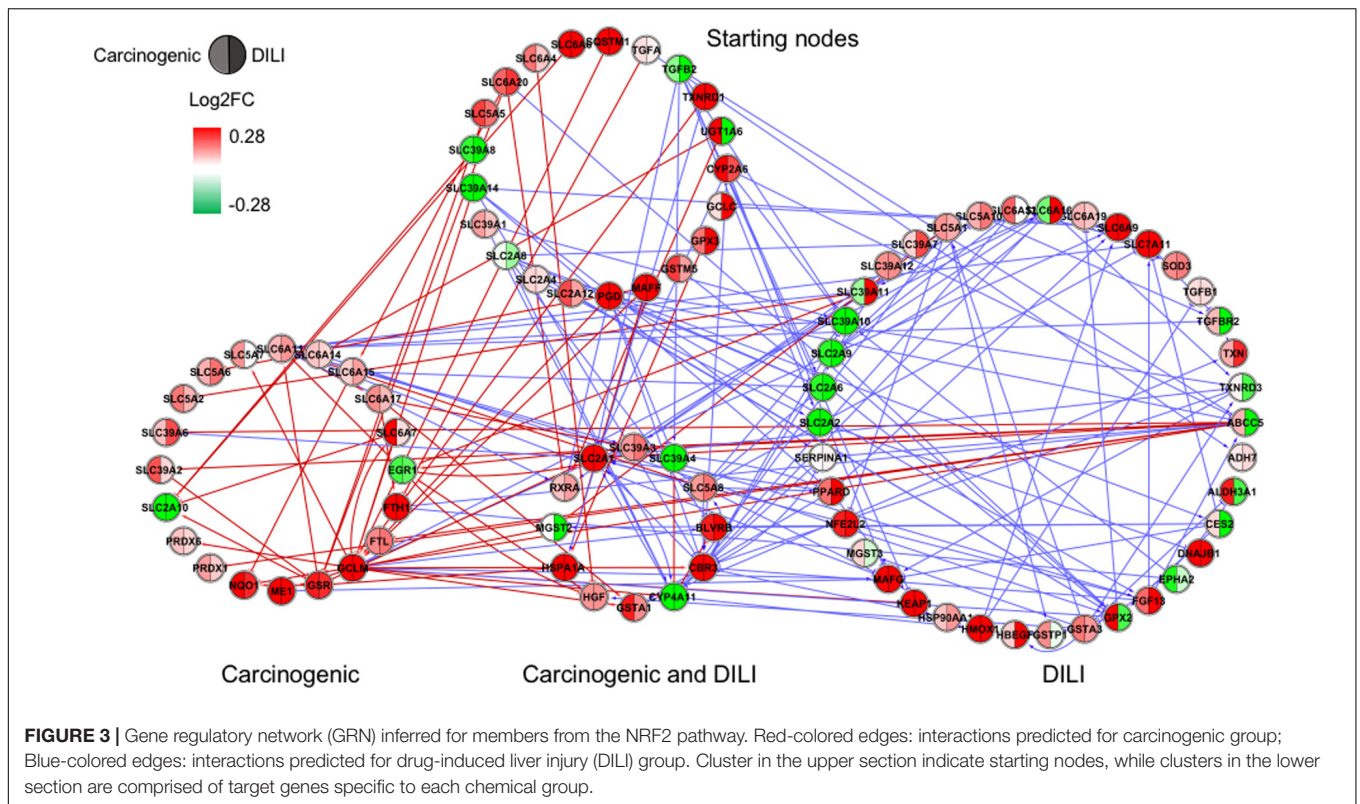 Starting nodes
Carcinogenic
DILI
Log2FC
0.28
-0.28
SLC6A6
SQSTM1
TGFA
SLC6A4
TGFB2
SLC6A20
TXNRD1
SLC5A5
UGT1A6
SLC39A8
CYP2A6
SLC39A14
GCLC
SLC39A1
GPX3
SLC2A8
GSTM5
SLC2A4
MAFF
SLC2A12
PGD
SLC6A11
SLC6A14
SLC5A7
SLC6A15
SLC5A6
SLC6A17
SLC5A2
SLC6A7
SLC39A6
EGR1
SLC39A2
FTH1
SLC2A10
FTL
PRDX6
GCLM
PRDX1
GSR
NQO1
ME1
SLC39A3
SLC2A1
SLC39A4
RXRA
SLC5A8
MGST2
BLVRB
HSPA1A
CBR3
HGF
CYP4A11
GSTA1
SLC6A16
SLC6A19
SLC5A10
SLC6A9
SLC5A1
SLC7A11
SLC39A7
SOD3
SLC39A12
TGFB1
SLC39A11
TGFBR2
SLC39A10
TXN
SLC2A9
TXNRD3
SLC2A6
ABCC5
SLC2A2
ADH7
SERPINA1
ALDH3A1
PPARD
CES2
NFE2L2
DNAJB1
MGST3
EPHA2
MAFG
FGF13
KEAP1
GPX2
HSP90AA1
GSTA3
HMOX1
HBEGF
GSTP1
Carcinogenic
Carcinogenic and DILI
DILI
FIGURE 3 | Gene regulatory network (GRN) inferred for members from the NRF2 pathway. Red-colored edges: interactions predicted for carcinogenic group;
Blue-colored edges: interactions predicted for drug-induced liver injury (DILI) group. Cluster in the upper section indicate starting nodes, while clusters in the lower
section are comprised of target genes specific to each chemical group.